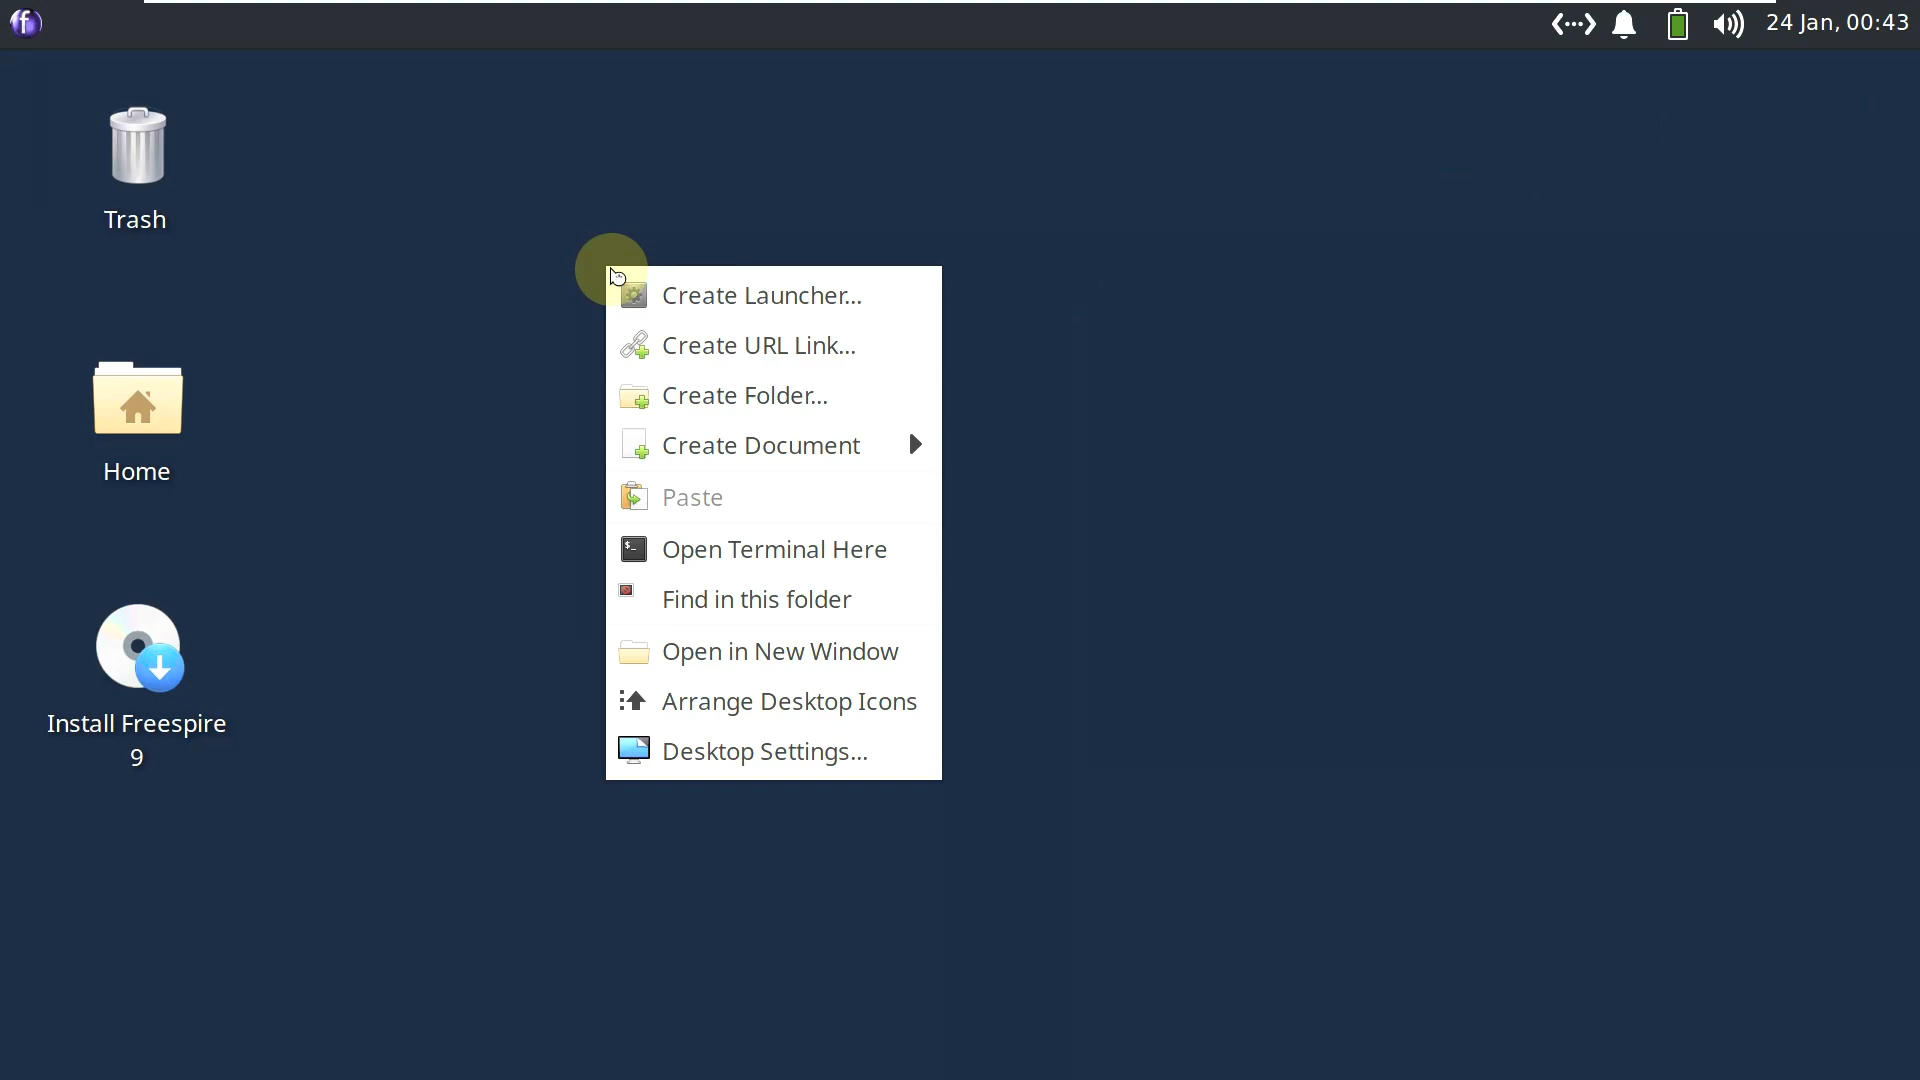 24 Jan, 00:43
Trash
Home
Install Freespire
9
Create Launcher...
Create URL Link...
Create Folder...
Create Document
Paste
Open Terminal Here
Find in this folder
Open in New Window
Arrange Desktop Icons
Desktop Settings...